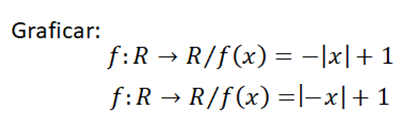 Graficar:
f: R → R/f(x) = −|x| + 1
f: R → R/f(x) =|−x| + 1